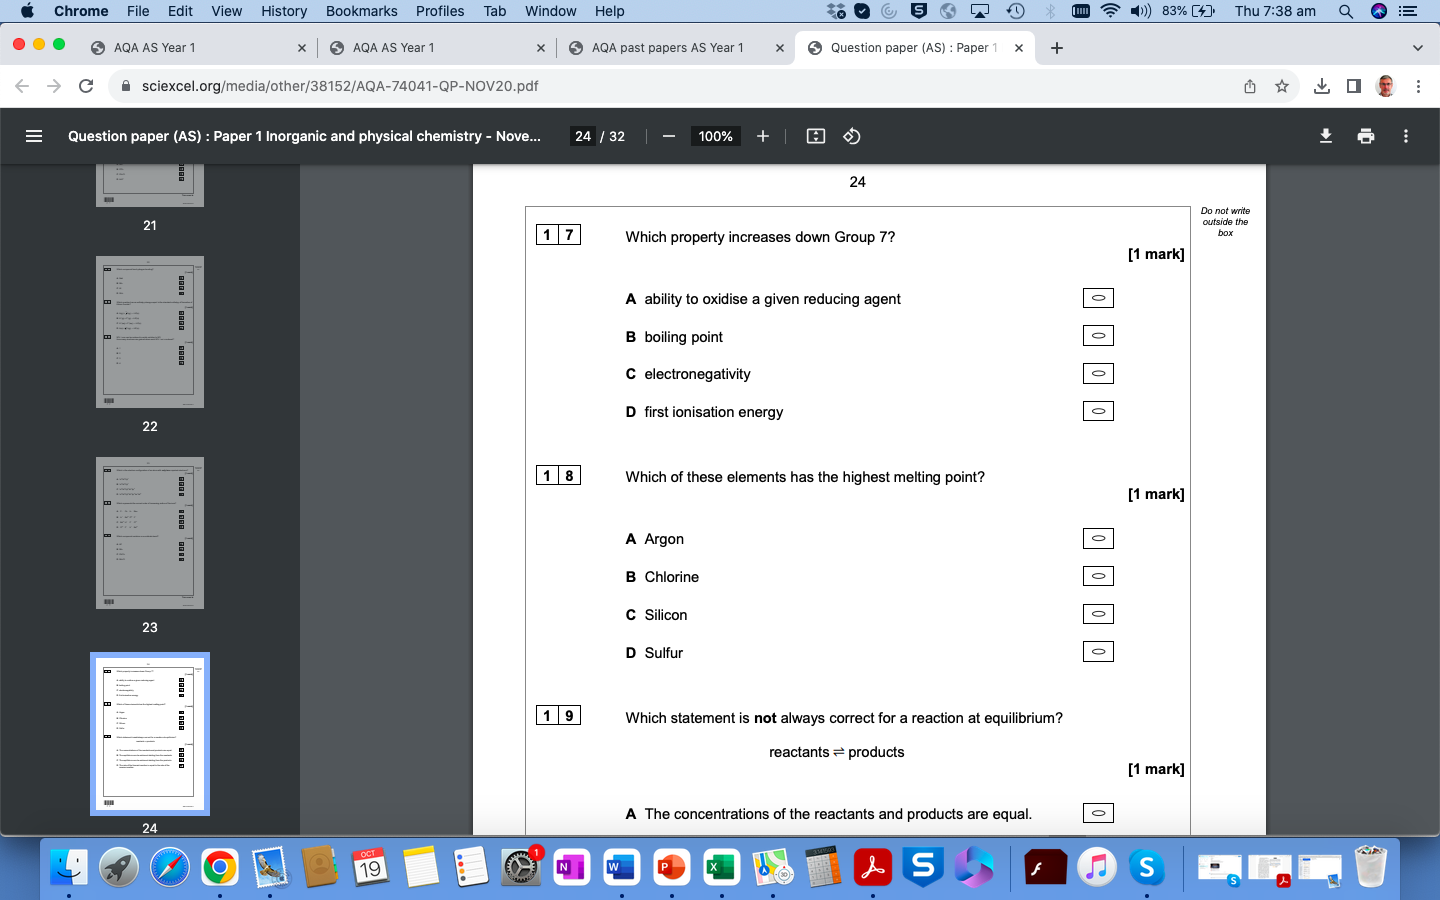 Chrome File Edit View History Bookmarks Profiles Tab Window Help 83% Thu 7:38 am
AQA AS Year 1
AQA AS Year 1
AQA past papers AS Year 1
Question paper (AS) : Paper 1
sciexcel.org/media/other/38152/AQA-74041-QP-NOV20.pdf
Question paper (AS) : Paper 1 Inorganic and physical chemistry - Nove... 24 / 32 100%
21
22
23
24
24
Do not write
outside the
box
1 7 Which property increases down Group 7?
[1 mark]
A ability to oxidise a given reducing agent
B boiling point
C electronegativity
D first ionisation energy
1 8 Which of these elements has the highest melting point?
[1 mark]
A Argon
B Chlorine
C Silicon
D Sulfur
1 9 Which statement is not always correct for a reaction at equilibrium?
reactants ⇌ products
[1 mark]
A The concentrations of the reactants and products are equal.
OCT
19
1